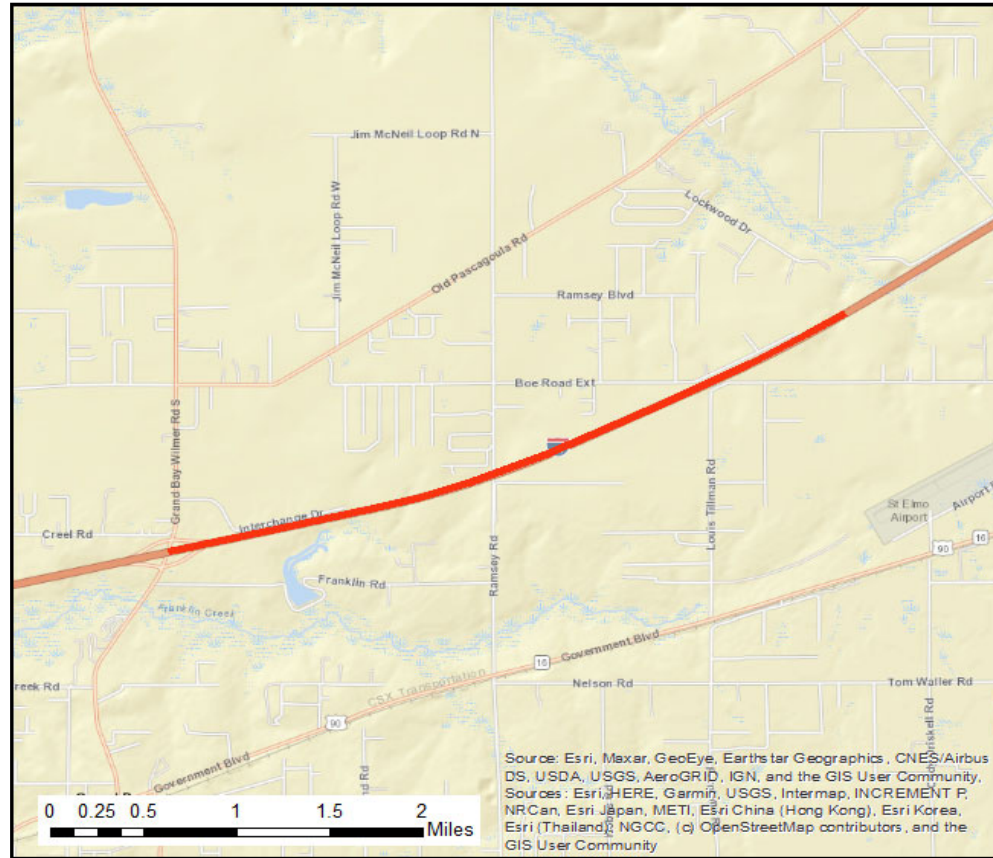 Jim McNeil Loop Rd N
Jim McNeil Loop Rd W
Lockwood Dr
Old Pascagoula Rd
Ramsey Blvd
Boe Road Ext
Grand Bay Wilmer Rd S
Interchange Dr
Creel Rd
Louis Tillman Rd
St Elmo
Airport
Airport
90
16
Ramsey Rd
Franklin Rd
Franklin Creek
Government Blvd
16
CSX Transportation
Nelson Rd
Tom Waller Rd
reek Rd
90
Government Blvd
Source: Esri, Maxar, GeoEye, Earthstar Geographics, CNES/Airbus
DS, USDA, USGS, AeroGRID, IGN, and the GIS User Community,
Sources: Esri, HERE, Garmin, USGS, Intermap, INCREMENT P,
NRCan, Esri Japan, METI, Esri China (Hong Kong), Esri Korea,
Esri (Thailand), NGCC, (c) OpenStreetMap contributors, and the
GIS User Community
0 0.25 0.5 1 1.5 2
Miles